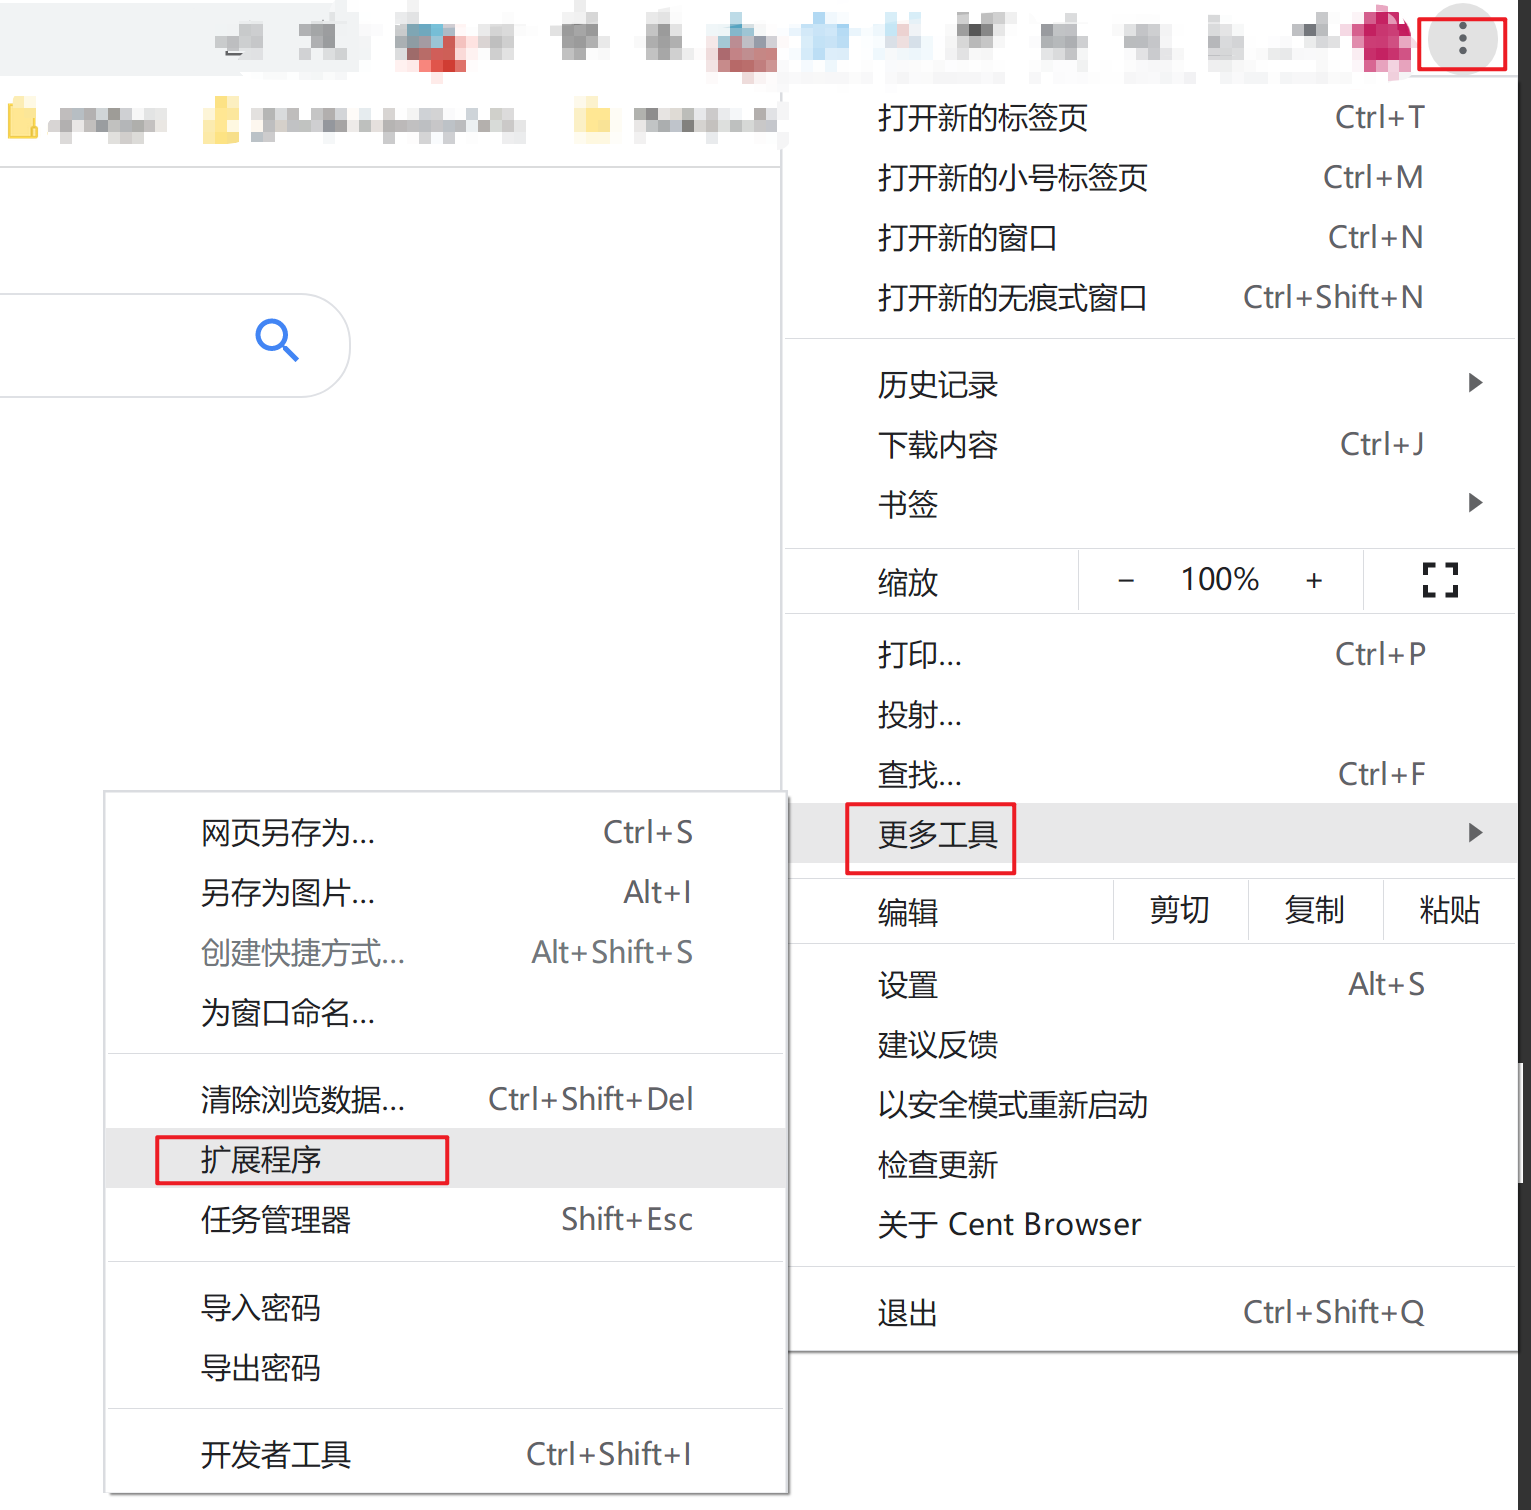 打开新的标签页 Ctrl+T
打开新的小号标签页 Ctrl+M
打开新的窗口 Ctrl+N
打开新的无痕式窗口 Ctrl+Shift+N
历史记录
下载内容 Ctrl+J
书签
缩放 − 100% +
打印... Ctrl+P
投射...
查找... Ctrl+F
更多工具
编辑 剪切 复制 粘贴
设置 Alt+S
建议反馈
以安全模式重新启动
检查更新
关于 Cent Browser
退出 Ctrl+Shift+Q
网页另存为... Ctrl+S
另存为图片... Alt+I
创建快捷方式... Alt+Shift+S
为窗口命名...
清除浏览数据... Ctrl+Shift+Del
扩展程序
任务管理器 Shift+Esc
导入密码
导出密码
开发者工具 Ctrl+Shift+I